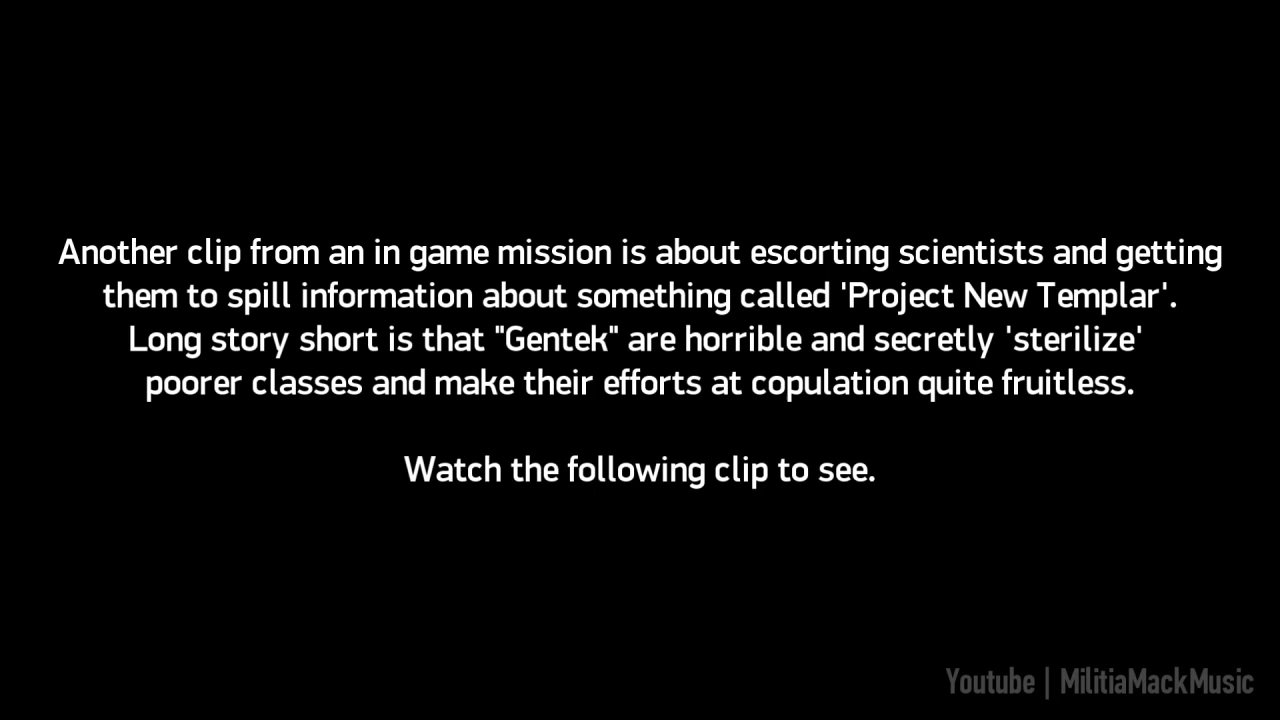 Another clip from an in game mission is about escorting scientists and getting
them to spill information about something called 'Project New Templar'.
Long story short is that "Gentek" are horrible and secretly 'sterilize'
poorer classes and make their efforts at copulation quite fruitless.
Watch the following clip to see.
Youtube | MilitiaMackMusic